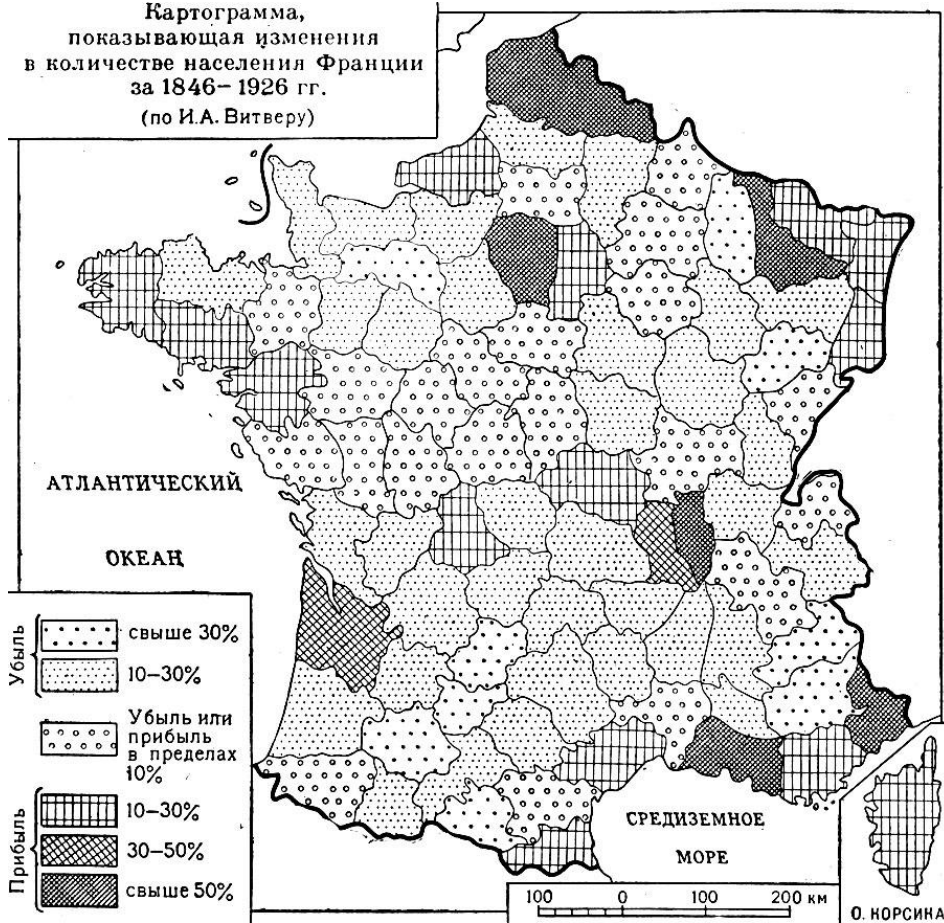 Картограмма,
показывающая изменения
в количестве населения Франции
за 1846–1926 гг.
(по И.А. Витверу)
АТЛАНТИЧЕСКИЙ
ОКЕАН
Убыль
свыше 30%
10–30%
Убыль или
прибыль
в пределах
10%
Прибыль
10–30%
30–50%
свыше 50%
СРЕДИЗЕМНОЕ
МОРЕ
100 0 100 200 км
О. КОРСИКА